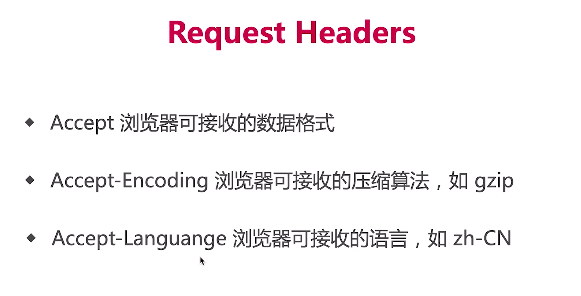 Request Headers
◆ Accept 浏览器可接收的数据格式
◆ Accept-Encoding 浏览器可接收的压缩算法，如 gzip
◆ Accept-Languange 浏览器可接收的语言，如 zh-CN